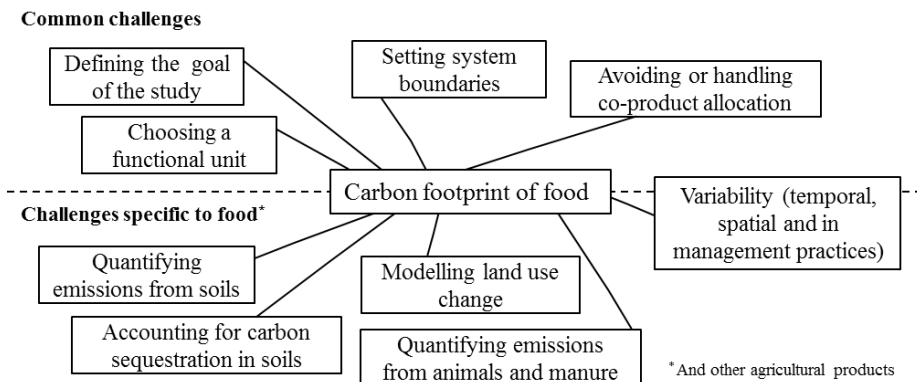 Common challenges
Defining the goal
of the study
Setting system
boundaries
Avoiding or handling
co-product allocation
Choosing a
functional unit
Carbon footprint of food
Variability (temporal,
spatial and in
management practices)
Challenges specific to food*
Quantifying
emissions from soils
Modelling land use
change
Accounting for carbon
sequestration in soils
Quantifying emissions
from animals and manure
*And other agricultural products